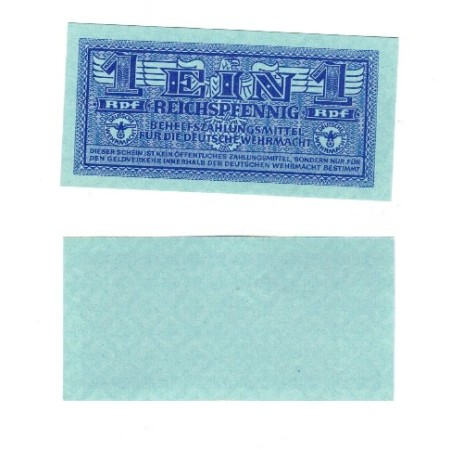 1 EIN 1
RPF REICHSPFENNIG RPF
BEHELFSZAHLUNGSMITTEL
FÜR DIE DEUTSCHE WEHRMACHT
DIESER SCHEIN IST KEIN ÖFFENTLICHES ZAHLUNGSMITTEL, SONDERN NUR FÜR
DEN GELDVERKEHR INNERHALB DER DEUTSCHEN WEHRMACHT BESTIMMT